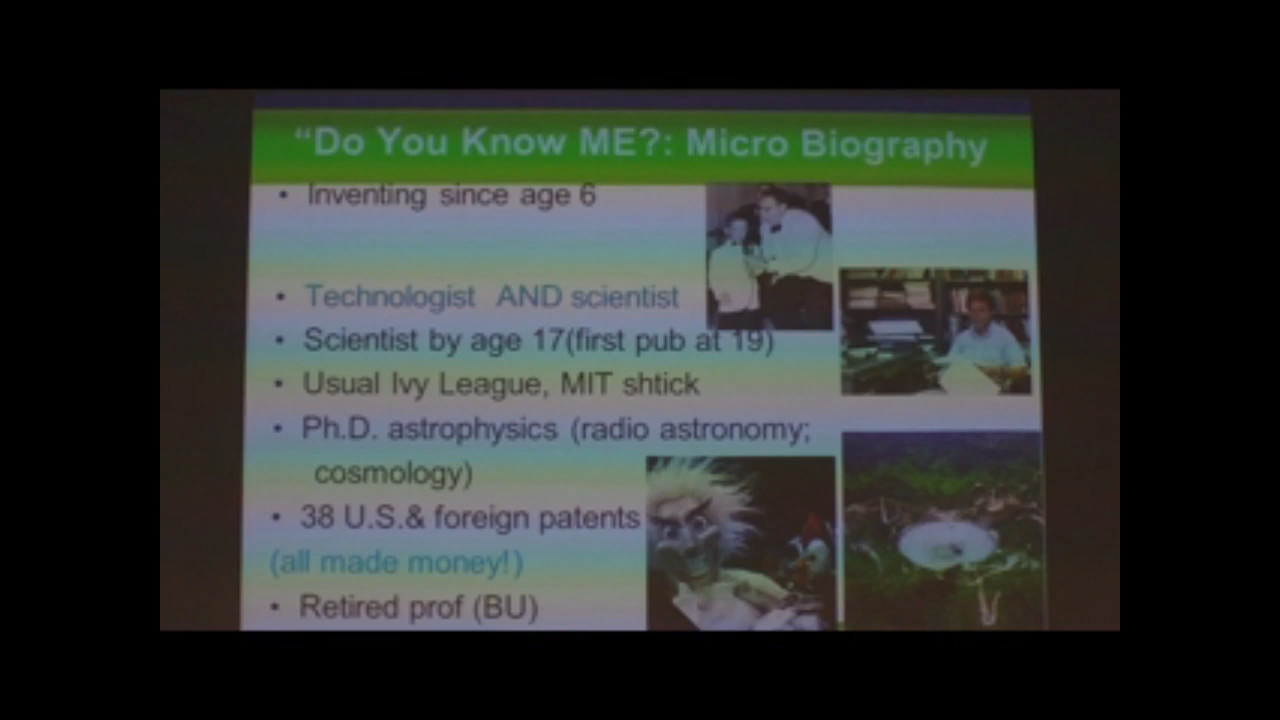 “Do You Know ME?: Micro Biography
• Inventing since age 6
• Technologist AND scientist
• Scientist by age 17(first pub at 19)
• Usual Ivy League, MIT shtick
• Ph.D. astrophysics (radio astronomy;
cosmology)
• 38 U.S.& foreign patents
(all made money!)
• Retired prof (BU)